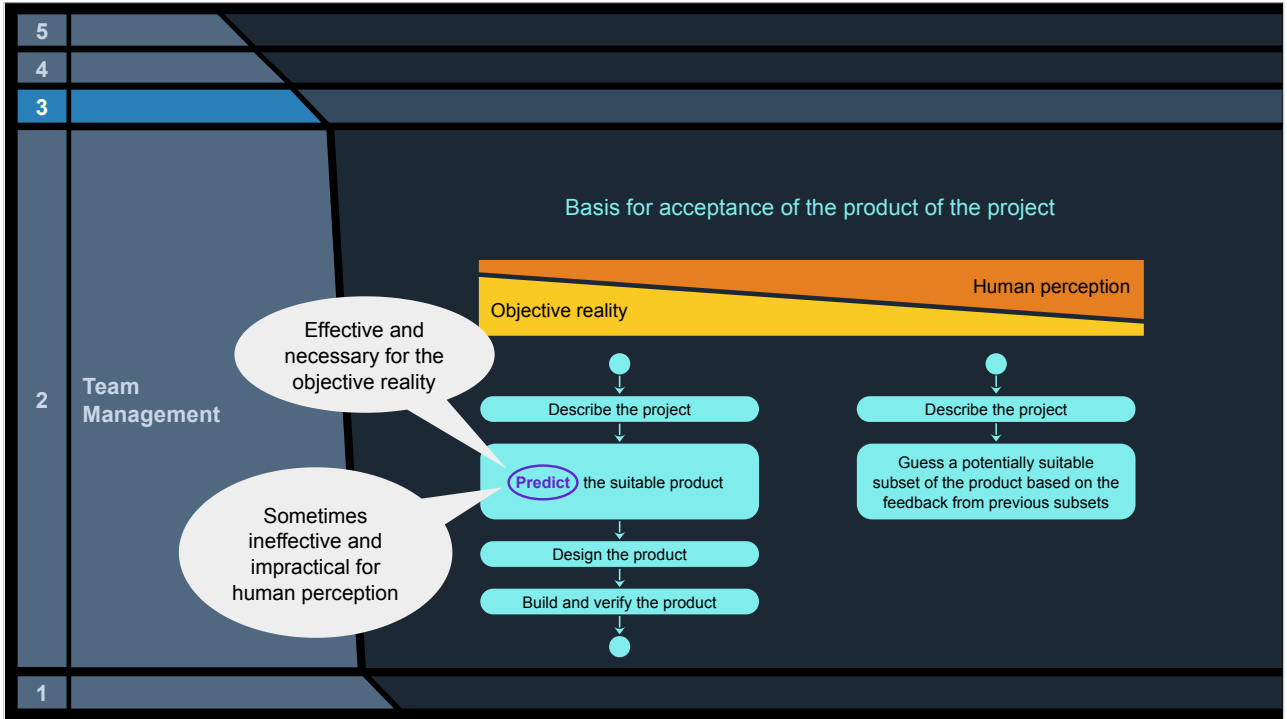 5
4
3
2
Team
Management
1
Basis for acceptance of the product of the project
Human perception
Objective reality
Effective and
necessary for the
objective reality
Sometimes
ineffective and
impractical for
human perception
Describe the project
Predict the suitable product
Design the product
Build and verify the product
Describe the project
Guess a potentially suitable
subset of the product based on the
feedback from previous subsets